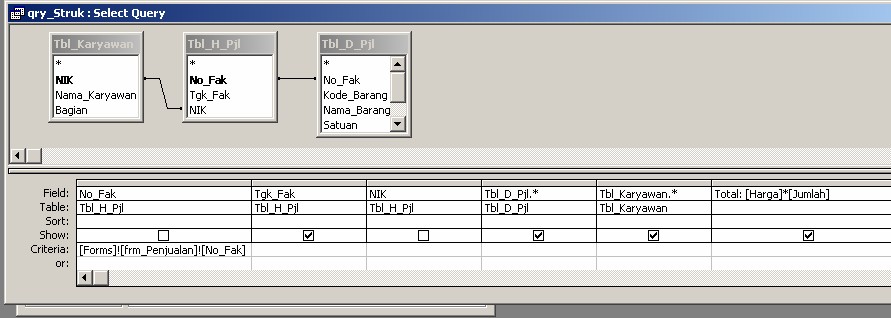 qry_Struk : Select Query
Tbl_Karyawan
*
NIK
Nama_Karyawan
Bagian
Tbl_H_Pjl
*
No_Fak
Tgk_Fak
NIK
Tbl_D_Pjl
*
No_Fak
Kode_Barang
Nama_Barang
Satuan
Field: No_Fak Tgk_Fak NIK Tbl_D_Pjl.* Tbl_Karyawan.* Total: [Harga]*[Jumlah]
Table: Tbl_H_Pjl Tbl_H_Pjl Tbl_H_Pjl Tbl_D_Pjl Tbl_Karyawan
Sort:
Show:
Criteria: [Forms]![frm_Penjualan]![No_Fak]
or: